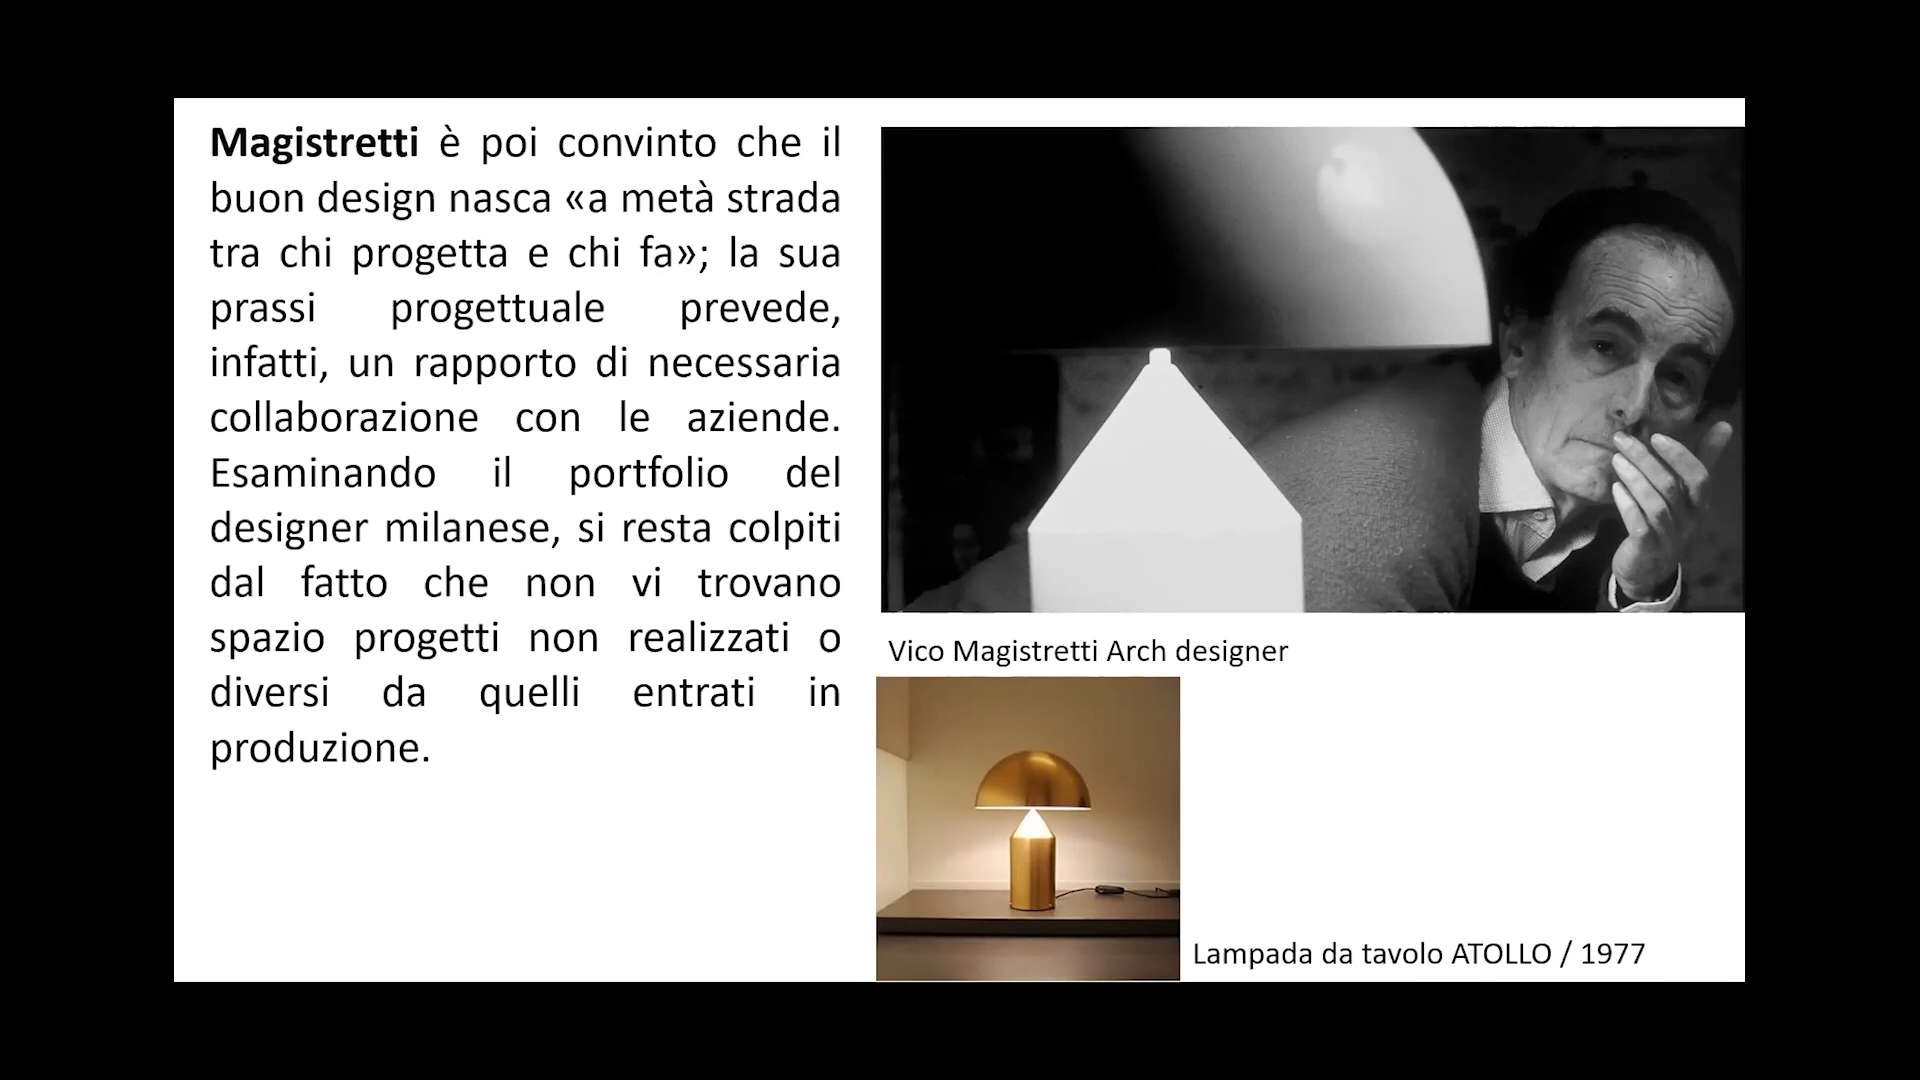 Magistretti è poi convinto che il
buon design nasca «a metà strada
tra chi progetta e chi fa»; la sua
prassi progettuale prevede,
infatti, un rapporto di necessaria
collaborazione con le aziende.
Esaminando il portfolio del
designer milanese, si resta colpiti
dal fatto che non vi trovano
spazio progetti non realizzati o
diversi da quelli entrati in
produzione.
Vico Magistretti Arch designer
Lampada da tavolo ATOLLO / 1977